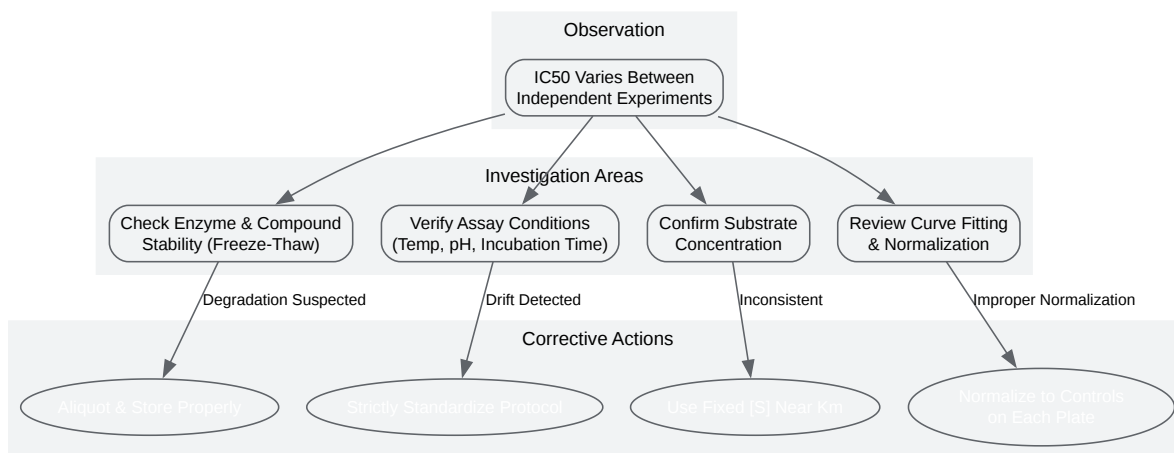 Observation
IC50 Varies Between
Independent Experiments
Investigation Areas
Check Enzyme & Compound
Stability (Freeze-Thaw)
Verify Assay Conditions
(Temp, pH, Incubation Time)
Confirm Substrate
Concentration
Review Curve Fitting
& Normalization
Degradation Suspected
Drift Detected
Inconsistent
Improper Normalization
Corrective Actions
Aliquot & Store Properly
Strictly Standardize Protocol
Use Fixed [S] Near Km
Normalize to Controls
on Each Plate